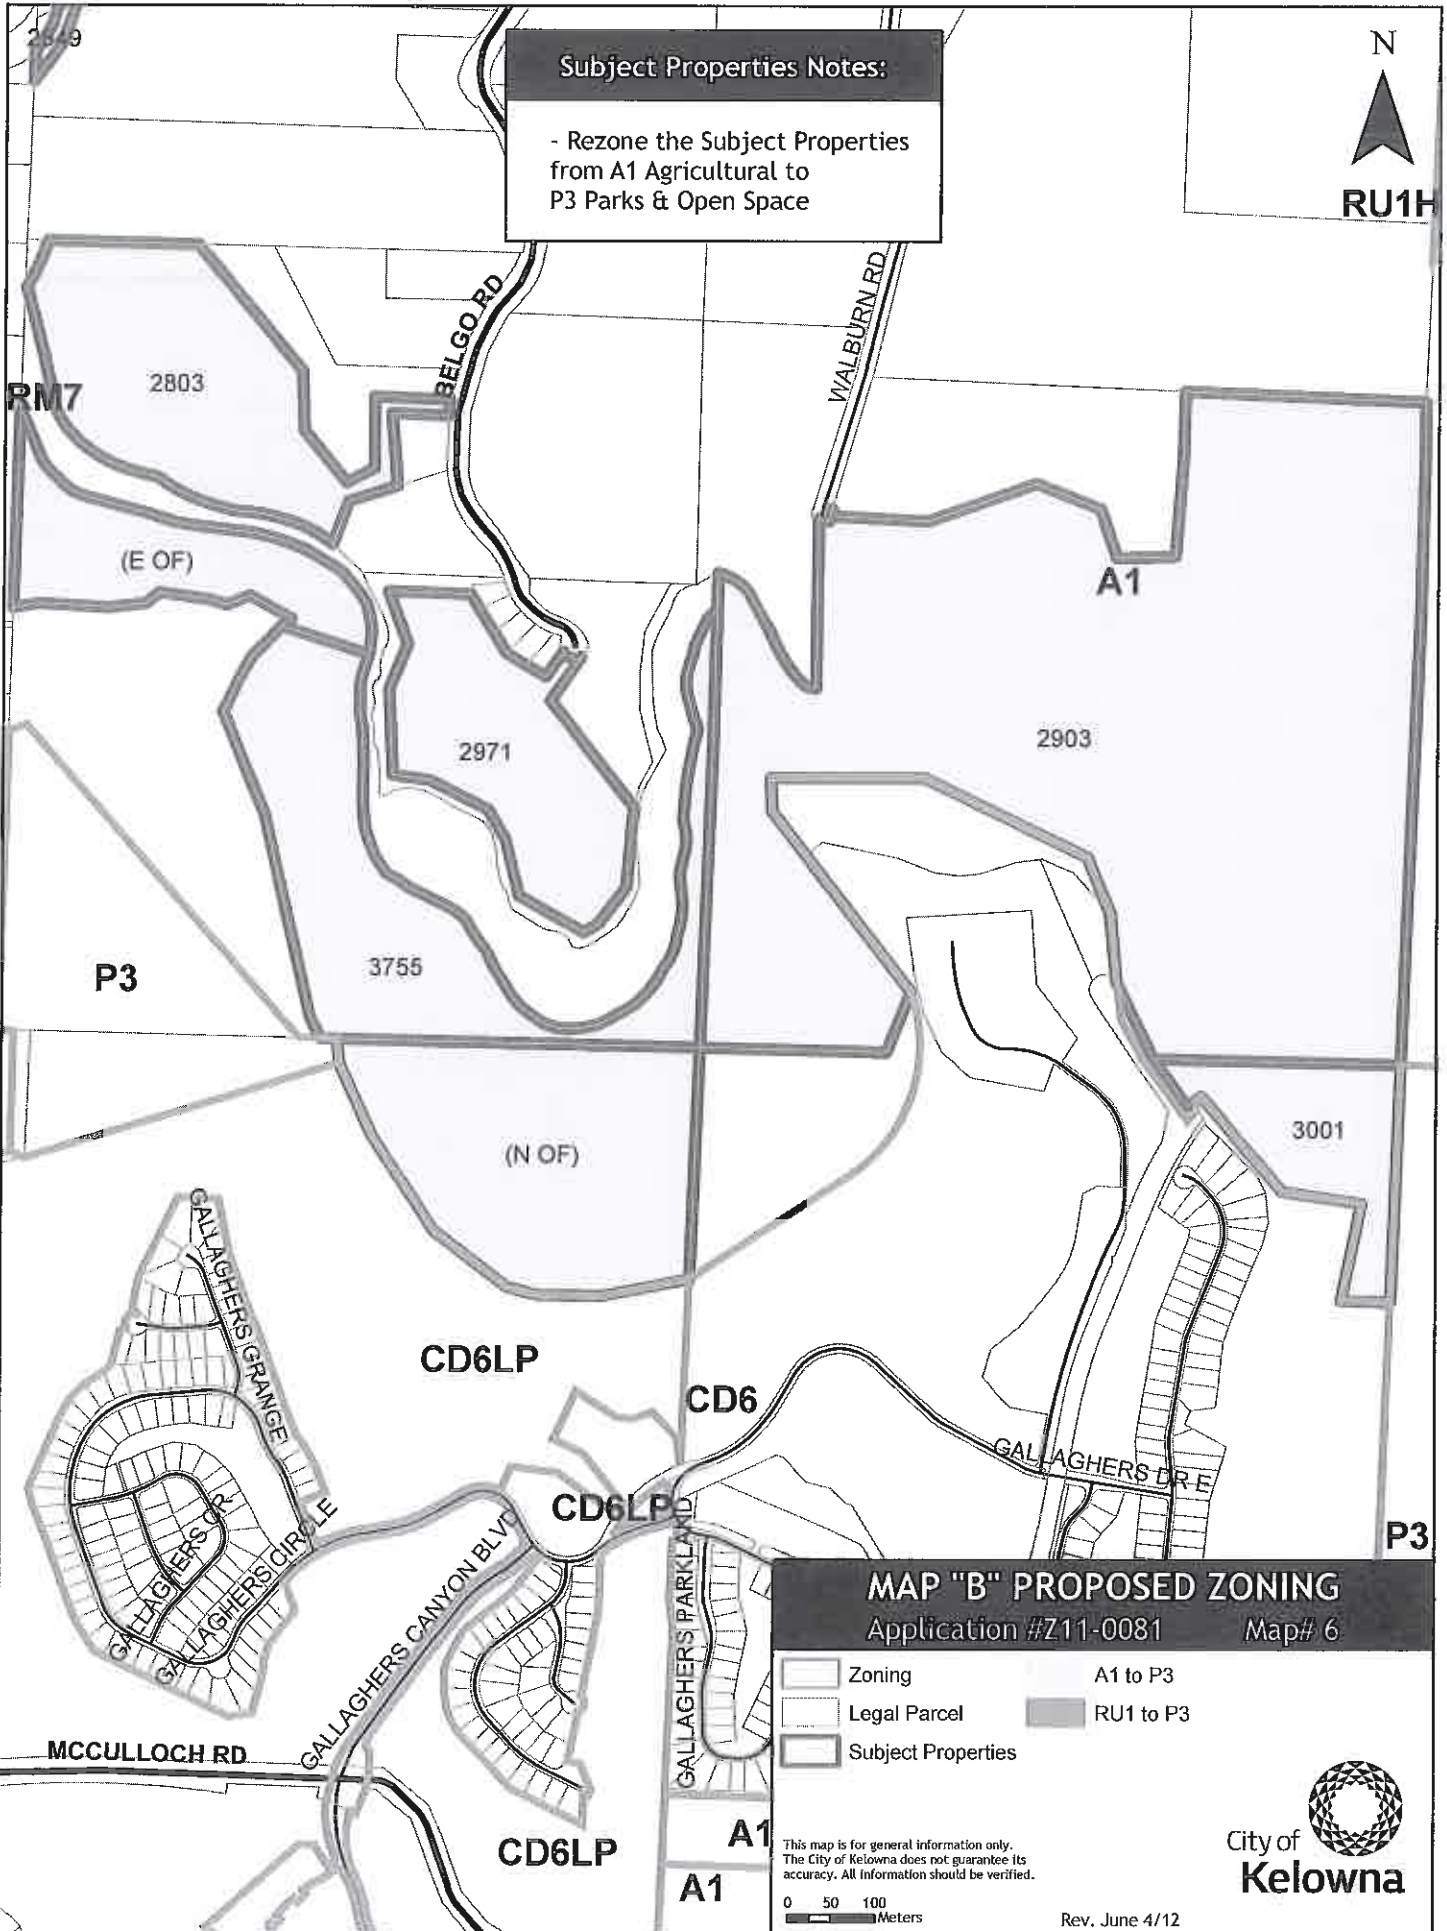 Subject Properties Notes:
- Rezone the Subject Properties
from A1 Agricultural to
P3 Parks & Open Space
N
RU1H
BELGO RD
WALBURN RD
2803
RM7
(E OF)
A1
2971
2903
3755
P3
(N OF)
3001
GALLAGHERS GRANGE
CD6LP
CD6
GALLAGHERS DR E
CD6LP
GALLAGHERS CR
GALLAGHERS CIRCLE
GALLAGHERS CANYON BLVD
GALLAGHERS PARKLAND
P3
MCCULLOCH RD
CD6LP
A1
A1
MAP "B" PROPOSED ZONING
Application #Z11-0081 Map# 6
Zoning
Legal Parcel
Subject Properties
A1 to P3
RU1 to P3
This map is for general information only.
The City of Kelowna does not guarantee its
accuracy. All information should be verified.
0 50 100
Meters
Rev. June 4/12
City of
Kelowna